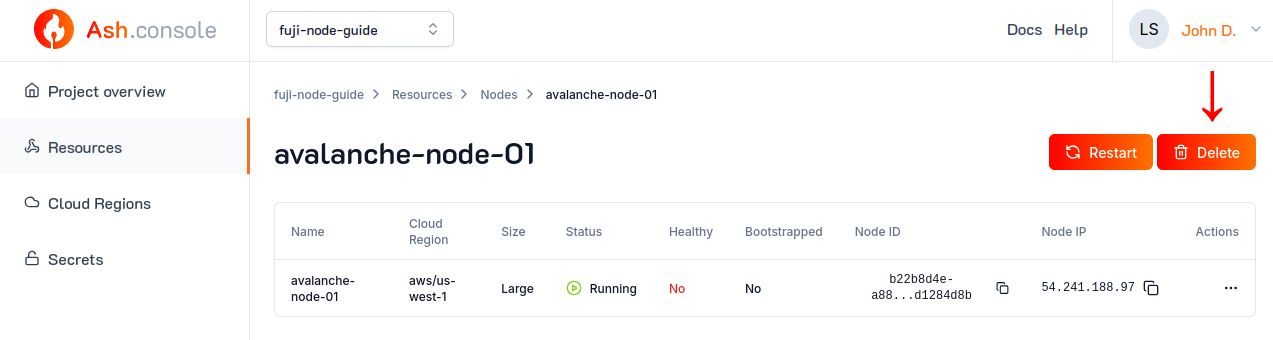 Ash.console
fuji-node-guide
Docs Help
LS John D.
Project overview
Resources
Cloud Regions
Secrets
fuji-node-guide > Resources > Nodes > avalanche-node-01
avalanche-node-01
Restart
Delete
Name Cloud Region Size Status Healthy Bootstrapped Node ID Node IP Actions
avalanche-node-01 aws/us-west-1 Large Running No No b22b8d4e-a88...d1284d8b 54.241.188.97 ...